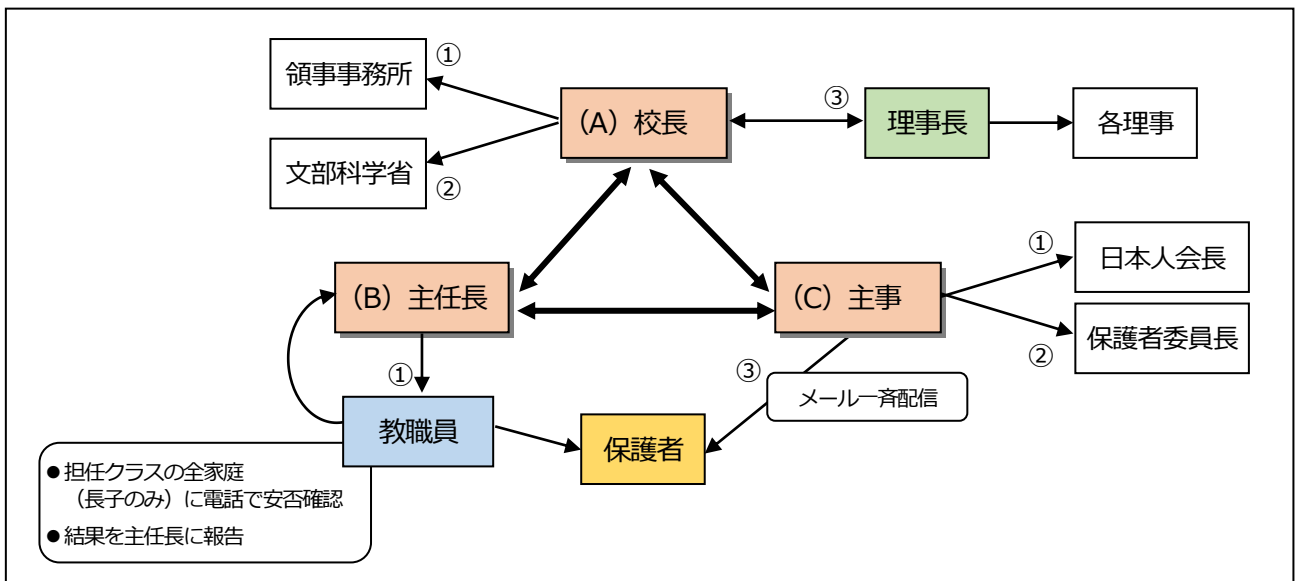 ①
領事事務所
(A) 校長
③
理事長
各理事
文部科学省
②
①
日本人会長
(B) 主任長
(C) 主事
保護者委員長
②
①
③
メール一斉配信
教職員
保護者
●担任クラスの全家庭
(長子のみ)に電話で安否確認
●結果を主任長に報告